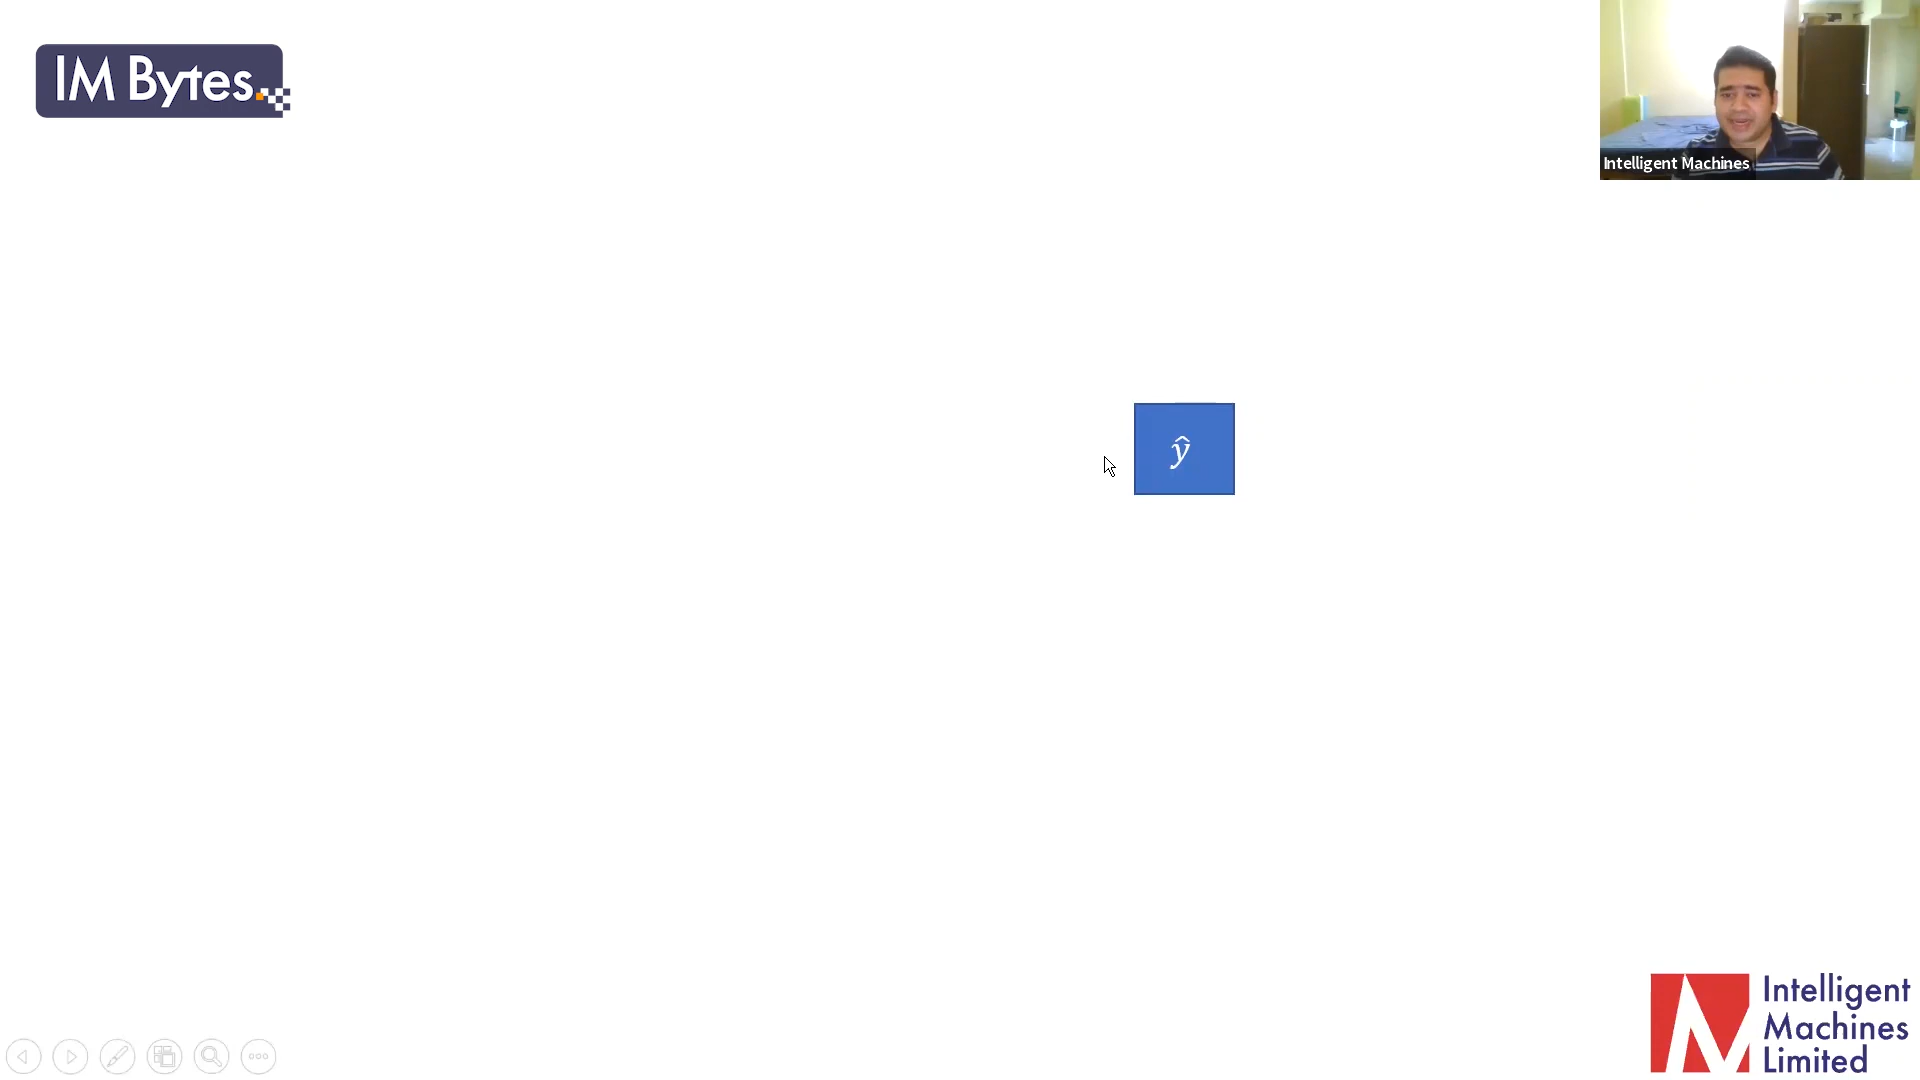 IM Bytes.
Intelligent Machines
ŷ
Intelligent
Machines
Limited